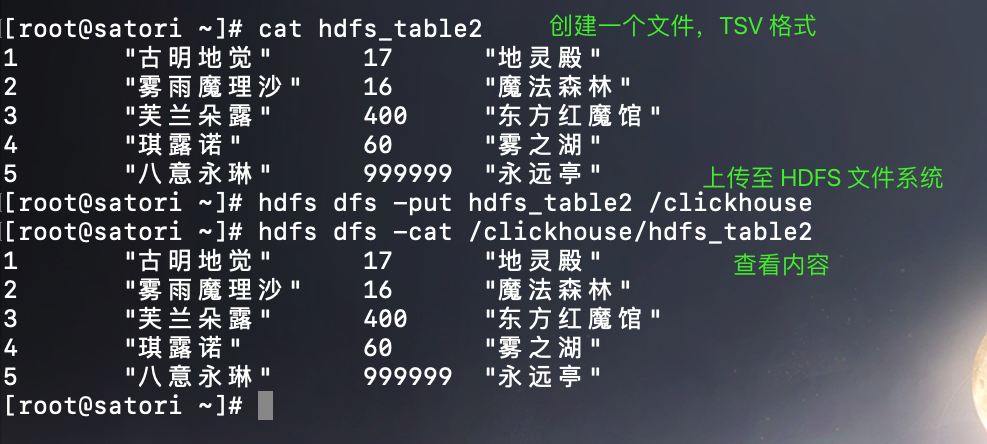 [root@satori ~]# cat hdfs_table2 创建一个文件，TSV 格式
1 "古明地觉" 17 "地灵殿"
2 "雾雨魔理沙" 16 "魔法森林"
3 "芙兰朵露" 400 "东方红魔馆"
4 "琪露诺" 60 "雾之湖"
5 "八意永琳" 999999 "永远亭"
上传至 HDFS 文件系统
[root@satori ~]# hdfs dfs -put hdfs_table2 /clickhouse
[root@satori ~]# hdfs dfs -cat /clickhouse/hdfs_table2
1 "古明地觉" 17 "地灵殿" 查看内容
2 "雾雨魔理沙" 16 "魔法森林"
3 "芙兰朵露" 400 "东方红魔馆"
4 "琪露诺" 60 "雾之湖"
5 "八意永琳" 999999 "永远亭"
[root@satori ~]#